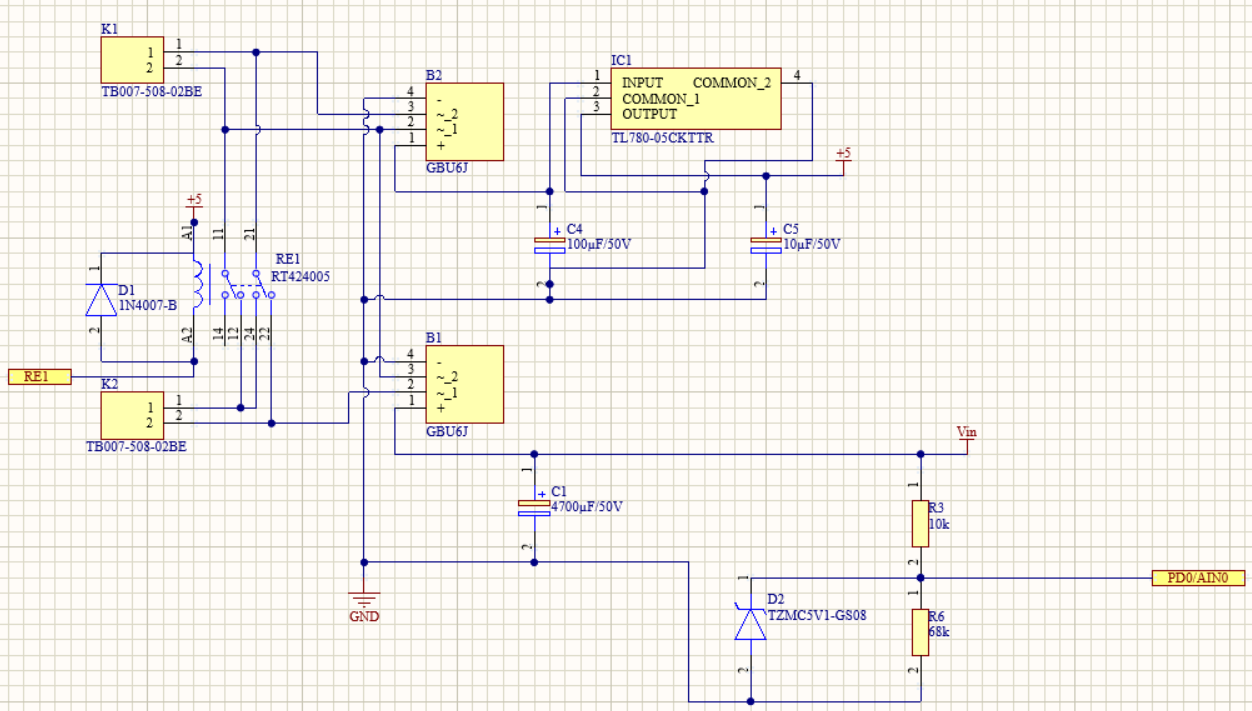 K1
1 1
2 2
TB007-508-02BE
B2
4 -
3 ~_2
2 ~_1
1 +
GBU6J
IC1
1 INPUT COMMON_2 4
2 COMMON_1
3 OUTPUT
TL780-05CKTTR
+5
1 C4
100µF/50V
2
1 C5
10µF/50V
2
+5
A1 11 21
RE1
RT424005
1 D1
1N4007-B
2
A2 14 12 24 22
RE1
K2
1 1
2 2
TB007-508-02BE
B1
4 -
3 ~_2
2 ~_1
1 +
GBU6J
Vin
1 C1
4700µF/50V
2
1 R3
10k
2
GND
PD0/AIN0
1 D2
TZMC5V1-GS08
2
1 R6
68k
2